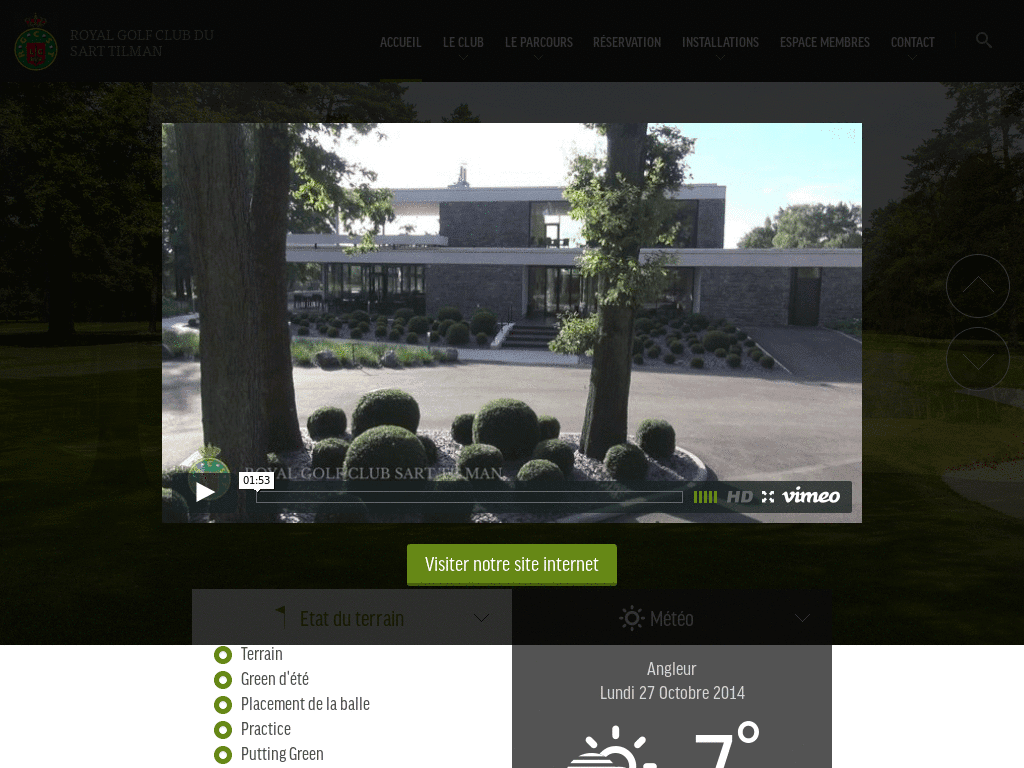 ROYAL GOLF CLUB DU
SART TILMAN
ACCUEIL
LE CLUB
LE PARCOURS
RÉSERVATION
INSTALLATIONS
ESPACE MEMBRES
CONTACT
ROYAL GOLF CLUB SART TILMAN
01:53
HD
vimeo
Visiter notre site internet
Etat du terrain
Météo
Terrain
Green d'été
Placement de la balle
Practice
Putting Green
Angleur
Lundi 27 Octobre 2014
7°